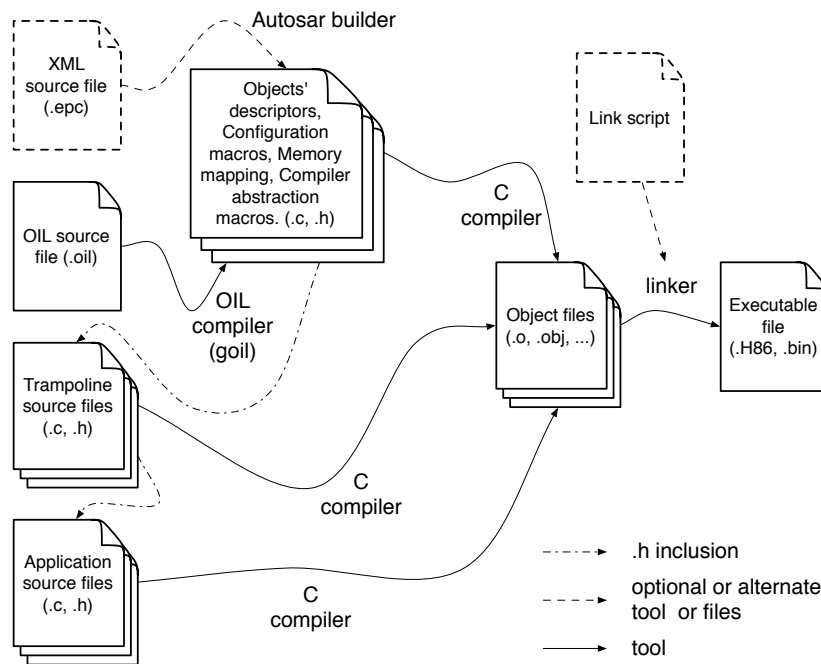 Autosar builder
XML
source file
(.epc)
Objects'
descriptors,
Configuration
macros, Memory
mapping, Compiler
abstraction
macros. (.c, .h)
Link script
C
compiler
OIL source
file (.oil)
OIL
compiler
(goil)
Object files
(.o, .obj, ...)
linker
Executable
file
(.H86, .bin)
Trampoline
source files
(.c, .h)
C
compiler
Application
source files
(.c, .h)
C
compiler
.h inclusion
optional or alternate
tool or files
tool